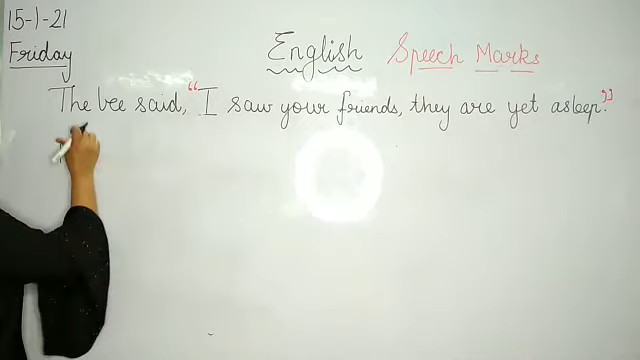 15-1-21
Friday
English Speech Marks
The bee said, “I saw your friends, they are yet asleep.”